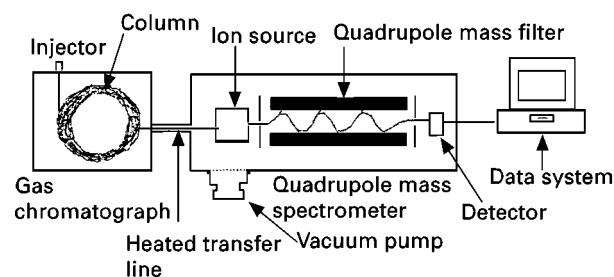 Column
Injector
Ion source
Quadrupole mass filter
Gas
chromatograph
Heated transfer
line
Vacuum pump
Quadrupole mass
spectrometer
Detector
Data system